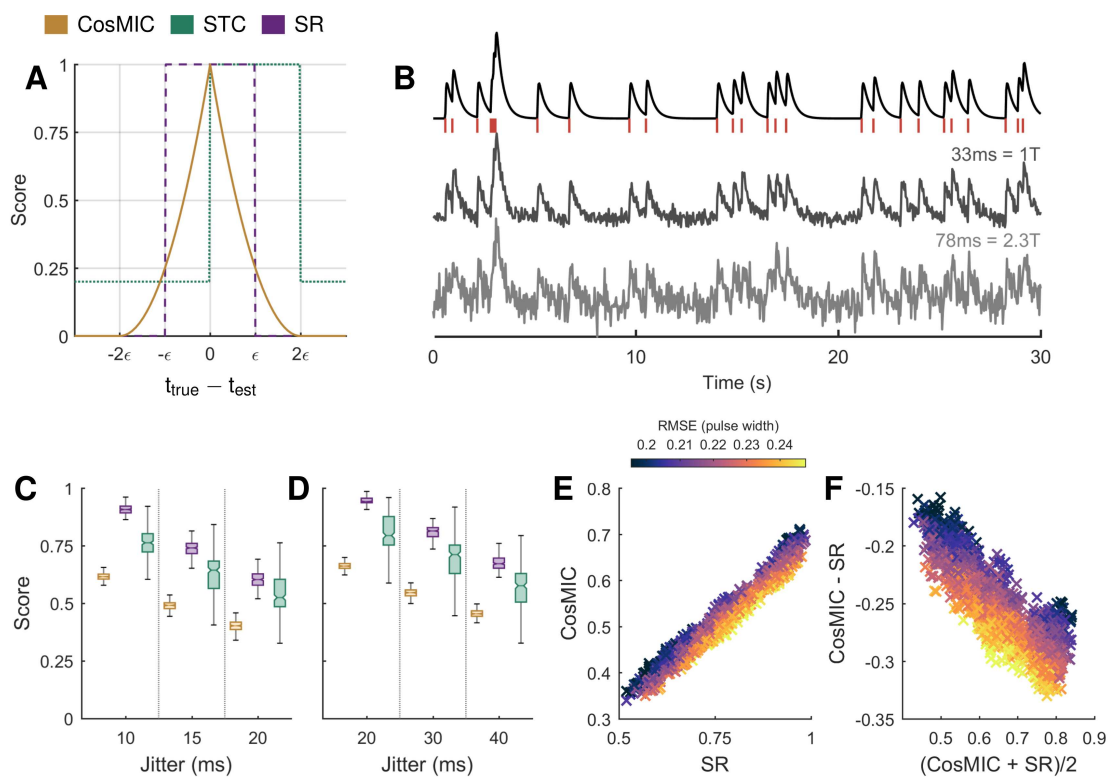 CosMIC STC SR
A
1
0.75
0.5
0.25
0
Score
-2ϵ -ϵ 0 ϵ 2ϵ
t_true − t_est
B
33ms = 1T
78ms = 2.3T
0 10 20 30
Time (s)
C
1
0.75
0.5
0.25
0
Score
10 15 20
Jitter (ms)
D
20 30 40
Jitter (ms)
RMSE (pulse width)
0.2 0.21 0.22 0.23 0.24
E
0.8
0.7
0.6
0.5
0.4
0.3
CosMIC
0.5 0.75 1
SR
F
-0.15
-0.2
-0.25
-0.3
-0.35
CosMIC - SR
0.5 0.6 0.7 0.8 0.9
(CosMIC + SR)/2